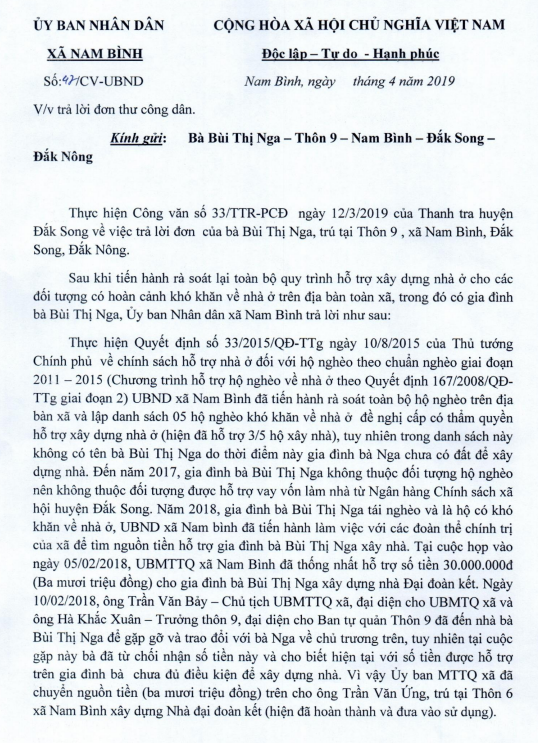 ỦY BAN NHÂN DÂN
CỘNG HÒA XÃ HỘI CHỦ NGHĨA VIỆT NAM
XÃ NAM BÌNH
Độc lập – Tự do - Hạnh phúc
Số: /CV-UBND
Nam Bình, ngày tháng 4 năm 2019
V/v trả lời đơn thư công dân.
Kính gửi: Bà Bùi Thị Nga – Thôn 9 – Nam Bình – Đắk Song –
Đắk Nông
Thực hiện Công văn số 33/TTR-PCĐ ngày 12/3/2019 của Thanh tra huyện
Đắk Song về việc trả lời đơn của bà Bùi Thị Nga, trú tại Thôn 9 , xã Nam Bình, Đắk
Song, Đắk Nông.
Sau khi tiến hành rà soát lại toàn bộ quy trình hỗ trợ xây dựng nhà ở cho các
đối tượng có hoàn cảnh khó khăn về nhà ở trên địa bàn toàn xã, trong đó có gia đình
bà Bùi Thị Nga, Ủy ban Nhân dân xã Nam Bình trả lời như sau:
Thực hiện Quyết định số 33/2015/QĐ-TTg ngày 10/8/2015 của Thủ tướng
Chính phủ về chính sách hỗ trợ nhà ở đối với hộ nghèo theo chuẩn nghèo giai đoạn
2011 – 2015 (Chương trình hỗ trợ hộ nghèo về nhà ở theo Quyết định 167/2008/QĐ-
TTg giai đoạn 2) UBND xã Nam Bình đã tiến hành rà soát toàn bộ hộ nghèo trên địa
bàn xã và lập danh sách 05 hộ nghèo khó khăn về nhà ở đề nghị cấp có thẩm quyền
hỗ trợ xây dựng nhà ở (hiện đã hỗ trợ 3/5 hộ xây nhà), tuy nhiên trong danh sách này
không có tên bà Bùi Thị Nga do thời điểm này gia đình bà Nga chưa có đất để xây
dựng nhà. Đến năm 2017, gia đình bà Bùi Thị Nga không thuộc đối tượng hộ nghèo
nên không thuộc đối tượng được hỗ trợ vay vốn làm nhà từ Ngân hàng Chính sách xã
hội huyện Đắk Song. Năm 2018, gia đình bà Bùi Thị Nga tái nghèo và là hộ có khó
khăn về nhà ở, UBND xã Nam bình đã tiến hành làm việc với các đoàn thể chính trị
của xã để tìm nguồn tiền hỗ trợ gia đình bà Bùi Thị Nga xây nhà. Tại cuộc họp vào
ngày 05/02/2018, UBMTTQ xã Nam Bình đã thống nhất hỗ trợ số tiền 30.000.000đ
(Ba mươi triệu đồng) cho gia đình bà Bùi Thị Nga xây dựng nhà Đại đoàn kết. Ngày
10/02/2018, ông Trần Văn Bảy – Chủ tịch UBMTTQ xã, đại diện cho UBMTQ xã và
ông Hà Khắc Xuân – Trưởng thôn 9, đại diện cho Ban tự quản Thôn 9 đã đến nhà bà
Bùi Thị Nga để gặp gỡ và trao đổi với bà Nga về chủ trương trên, tuy nhiên tại cuộc
gặp này bà đã từ chối nhận số tiền này và cho biết hiện tại với số tiền được hỗ trợ
trên gia đình bà chưa đủ điều kiện để xây dựng nhà. Vì vậy Ủy ban MTTQ xã đã
chuyển nguồn tiền (ba mươi triệu đồng) trên cho ông Trần Văn Ứng, trú tại Thôn 6
xã Nam Bình xây dựng Nhà đại đoàn kết (hiện đã hoàn thành và đưa vào sử dụng).